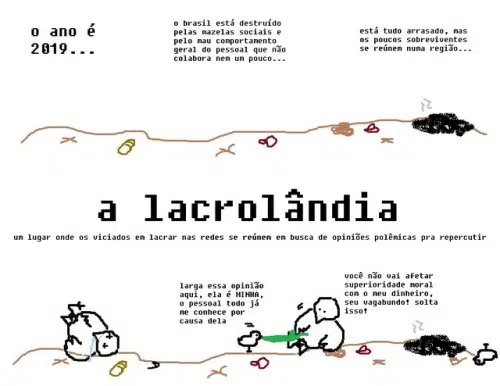 o ano é
2019...
o brasil está destruído
pelas mazelas sociais e
pelo mau comportamento
geral do pessoal que não
colabora nem um pouco...
está tudo arrasado, mas
os poucos sobreviventes
se reúnem numa região...
a lacrolândia
um lugar onde os viciados em lacrar nas redes se reúnem em busca de opiniões polêmicas pra repercutir
larga essa opinião
aqui, ela é MINHA,
o pessoal todo já
me conhece por
causa dela
você não vai afetar
superioridade moral
com o meu dinheiro,
seu vagabundo! solta
isso!